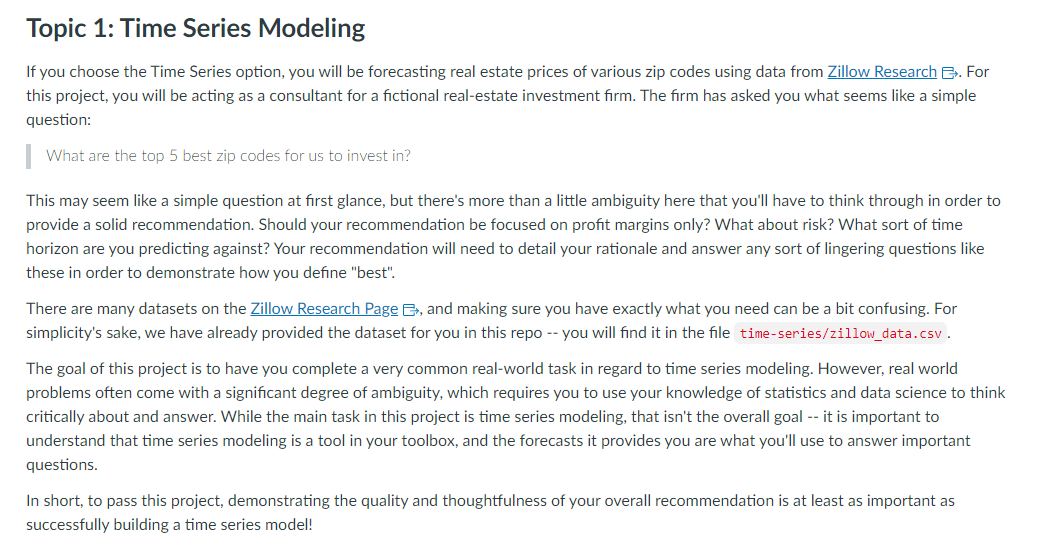 Topic 1: Time Series Modeling
If you choose the Time Series option, you will be forecasting real estate prices of various zip codes using data from Zillow Research. For
this project, you will be acting as a consultant for a fictional real-estate investment firm. The firm has asked you what seems like a simple
question:
What are the top 5 best zip codes for us to invest in?
This may seem like a simple question at first glance, but there's more than a little ambiguity here that you'll have to think through in order to
provide a solid recommendation. Should your recommendation be focused on profit margins only? What about risk? What sort of time
horizon are you predicting against? Your recommendation will need to detail your rationale and answer any sort of lingering questions like
these in order to demonstrate how you define "best".
There are many datasets on the Zillow Research Page, and making sure you have exactly what you need can be a bit confusing. For
simplicity's sake, we have already provided the dataset for you in this repo -- you will find it in the file time-series/zillow_data.csv.
The goal of this project is to have you complete a very common real-world task in regard to time series modeling. However, real world
problems often come with a significant degree of ambiguity, which requires you to use your knowledge of statistics and data science to think
critically about and answer. While the main task in this project is time series modeling, that isn't the overall goal -- it is important to
understand that time series modeling is a tool in your toolbox, and the forecasts it provides you are what you'll use to answer important
questions.
In short, to pass this project, demonstrating the quality and thoughtfulness of your overall recommendation is at least as important as
successfully building a time series model!